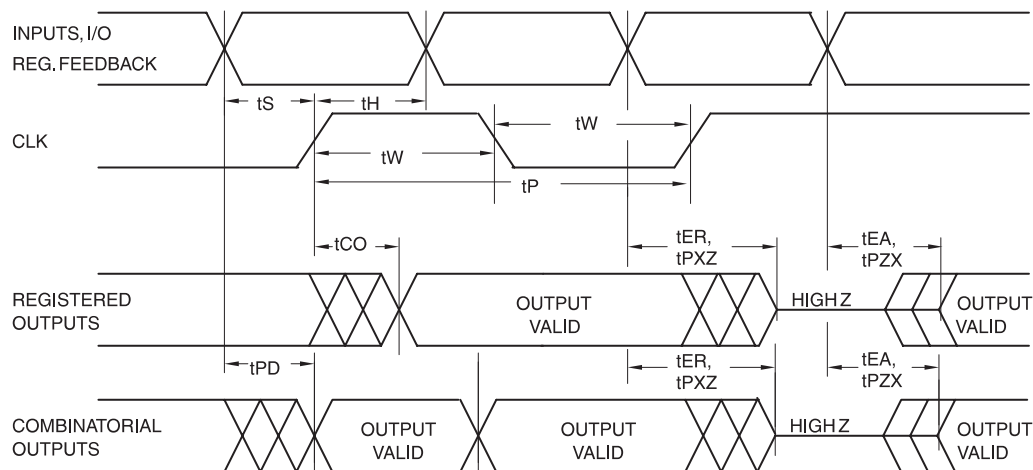 INPUTS, I/O
REG. FEEDBACK
tS
tH
CLK
tW
tW
tP
tCO
tER,
tPXZ
tEA,
tPZX
REGISTERED
OUTPUTS
OUTPUT
VALID
HIGH Z
OUTPUT
VALID
tPD
tER,
tPXZ
tEA,
tPZX
COMBINATORIAL
OUTPUTS
OUTPUT
VALID
OUTPUT
VALID
HIGH Z
OUTPUT
VALID